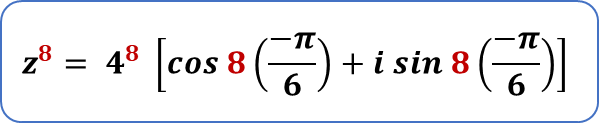 z⁸ = 4⁸ [cos 8 (−π/6) + i sin 8 (−π/6)]